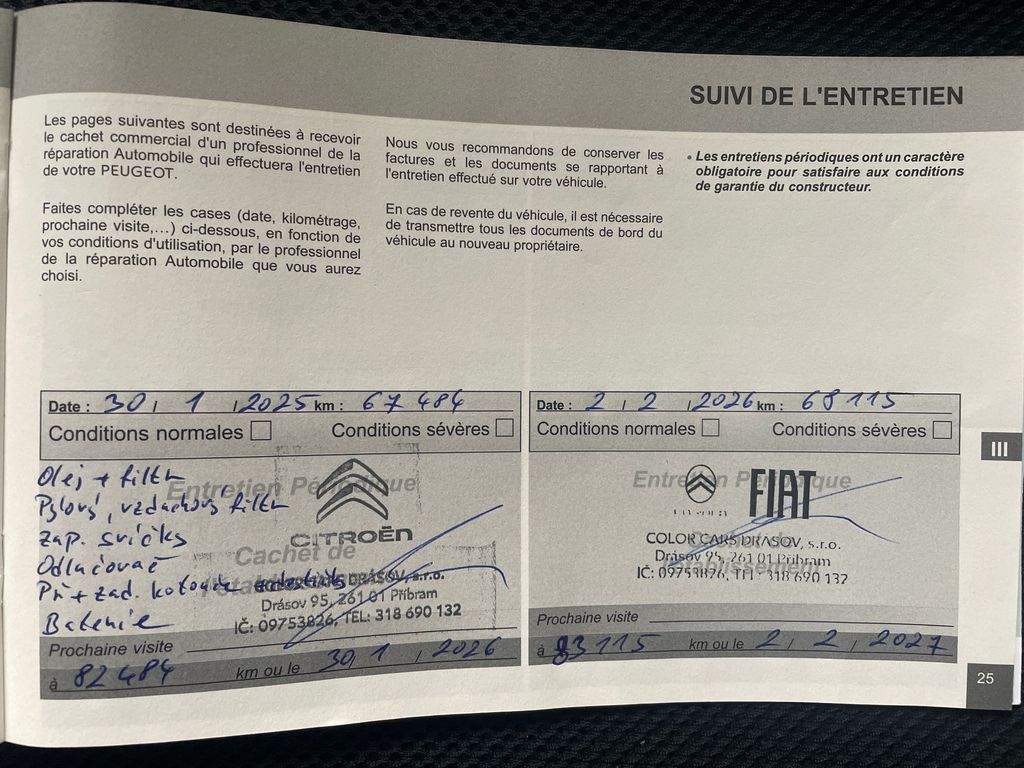 SUIVI DE L'ENTRETIEN
Les pages suivantes sont destinées à recevoir
le cachet commercial d'un professionnel de la
réparation Automobile qui effectuera l'entretien
de votre PEUGEOT.
Faites compléter les cases (date, kilométrage,
prochaine visite,...) ci-dessous, en fonction de
vos conditions d'utilisation, par le professionnel
de la réparation Automobile que vous aurez
choisi.
Nous vous recommandons de conserver les
factures et les documents se rapportant à
l'entretien effectué sur votre véhicule.
En cas de revente du véhicule, il est nécessaire
de transmettre tous les documents de bord du
véhicule au nouveau propriétaire.
• Les entretiens périodiques ont un caractère
obligatoire pour satisfaire aux conditions
de garantie du constructeur.
Date : 30 / 1 / 2025 km : 67 484
Conditions normales Conditions sévères
Entretien Périodique
Olej + filtr
Pylový, vzduchový filtr
zap. svíčky
Odlučovač
Př + zad. kotouče
Baterie
CITROËN
Cachet de
DRÁSOV, s.r.o.
Drásov 95, 261 01 Příbram
IČ: 09753826, TEL: 318 690 132
Prochaine visite
à 82 484 km ou le 30 / 1 / 2026
Date : 2 / 2 / 2026 km : 68 115
Conditions normales Conditions sévères
Entretien Périodique
FIAT
COLOR CARS DRÁSOV, s.r.o.
Drásov 95, 261 01 Příbram
IČ: 09753826, TEL: 318 690 132
Prochaine visite
à 83 115 km ou le 2 / 2 / 2027
III
25